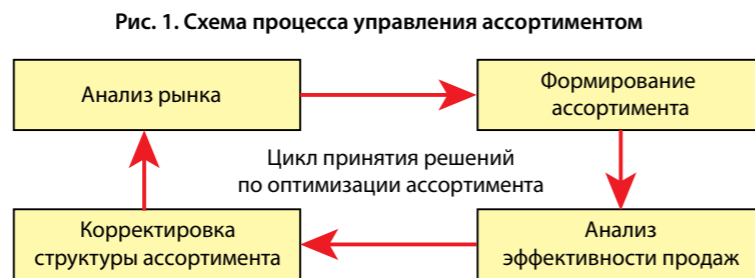 Рис. 1. Схема процесса управления ассортиментом
Анализ рынка
Формирование
ассортимента
Цикл принятия решений
по оптимизации ассортимента
Корректировка
структуры ассортимента
Анализ
эффективности продаж